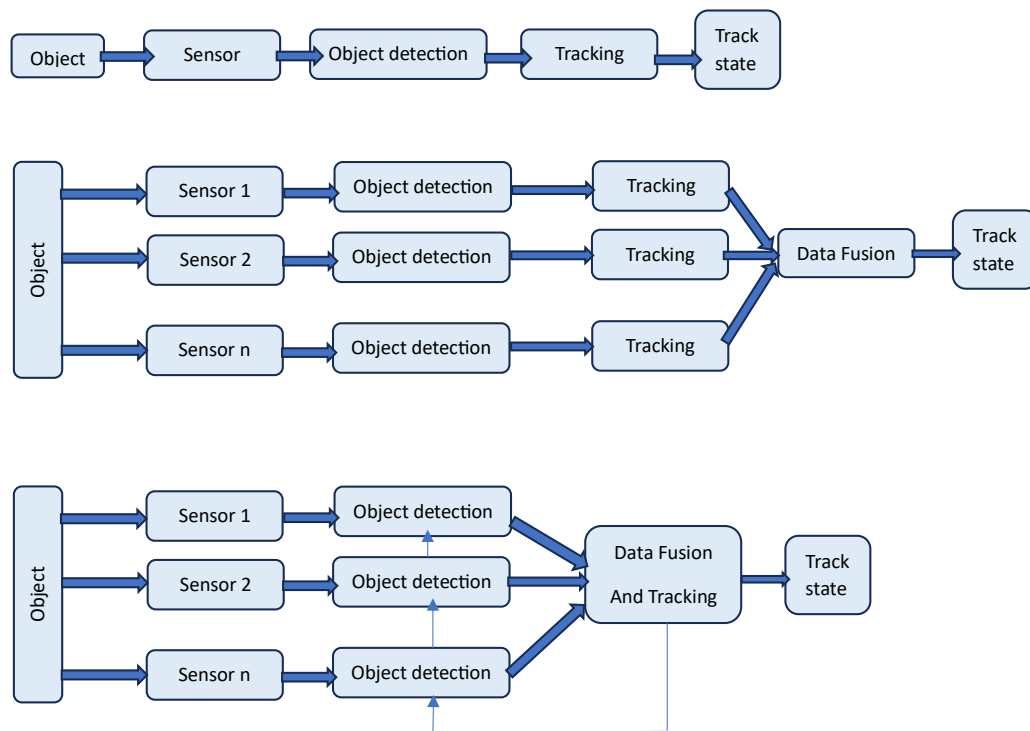 Object
Sensor
Object detection
Tracking
Track
state
Object
Sensor 1
Object detection
Tracking
Sensor 2
Object detection
Tracking
Sensor n
Object detection
Tracking
Data Fusion
Track
state
Object
Sensor 1
Object detection
Sensor 2
Object detection
Sensor n
Object detection
Data Fusion
And Tracking
Track
state